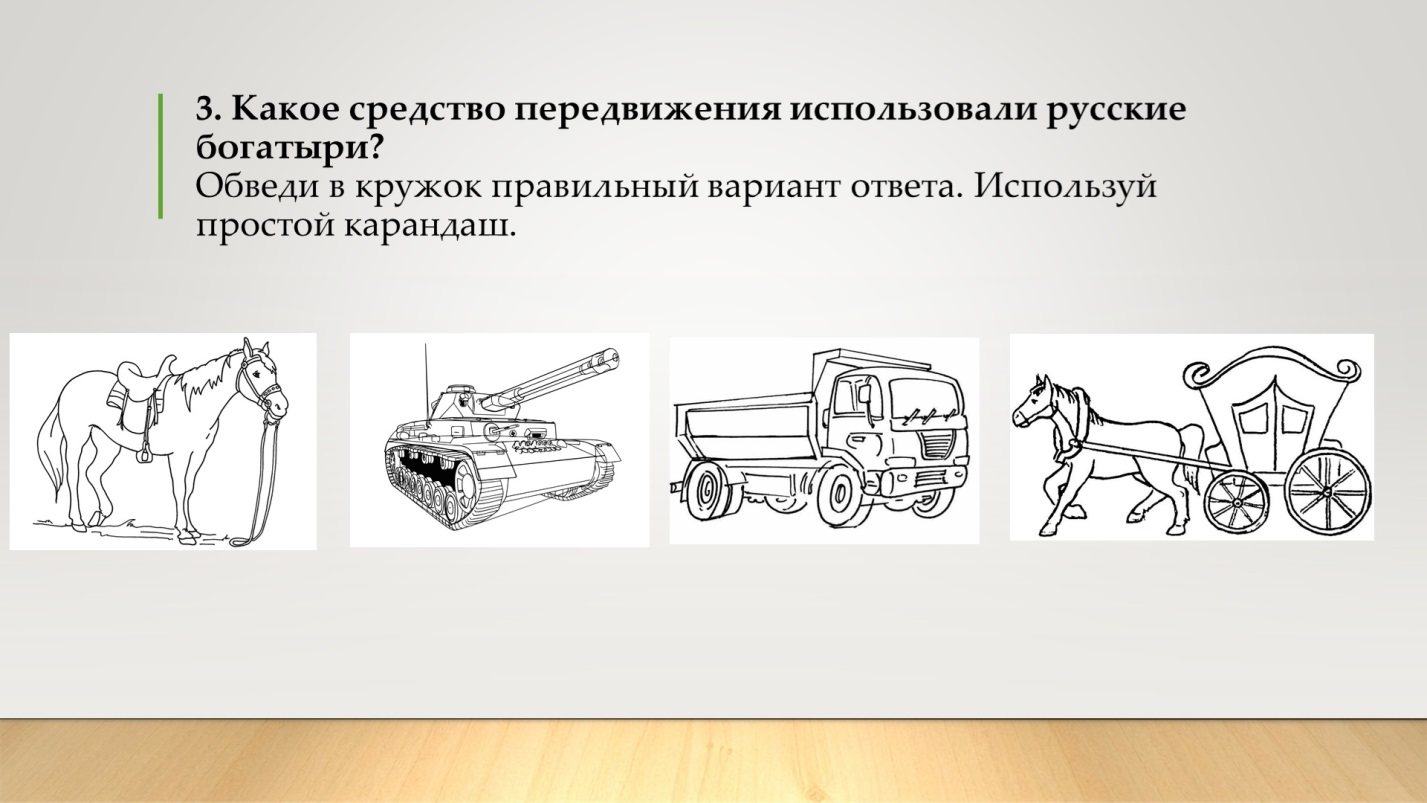 3. Какое средство передвижения использовали русские
богатыри?
Обведи в кружок правильный вариант ответа. Используй
простой карандаш.